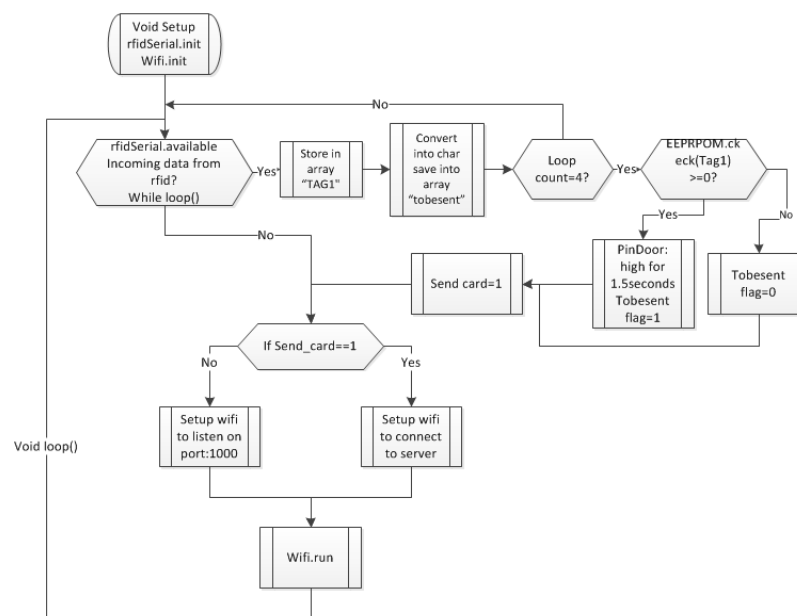 Void Setup
rfidSerial.init
Wifi.init
No
rfidSerial.available
Incoming data from
rfid?
While loop()
Yes
Store in
array
“TAG1"
Convert
into char
save into
array
“tobesent”
Loop
count=4?
Yes
EEPRPOM.ck
eck(Tag1)
>=0?
No
Yes
No
PinDoor:
high for
1.5seconds
Tobesent
flag=1
Tobesent
flag=0
Send card=1
If Send_card==1
No
Yes
Setup wifi
to listen on
port:1000
Setup wifi
to connect
to server
Void loop()
Wifi.run